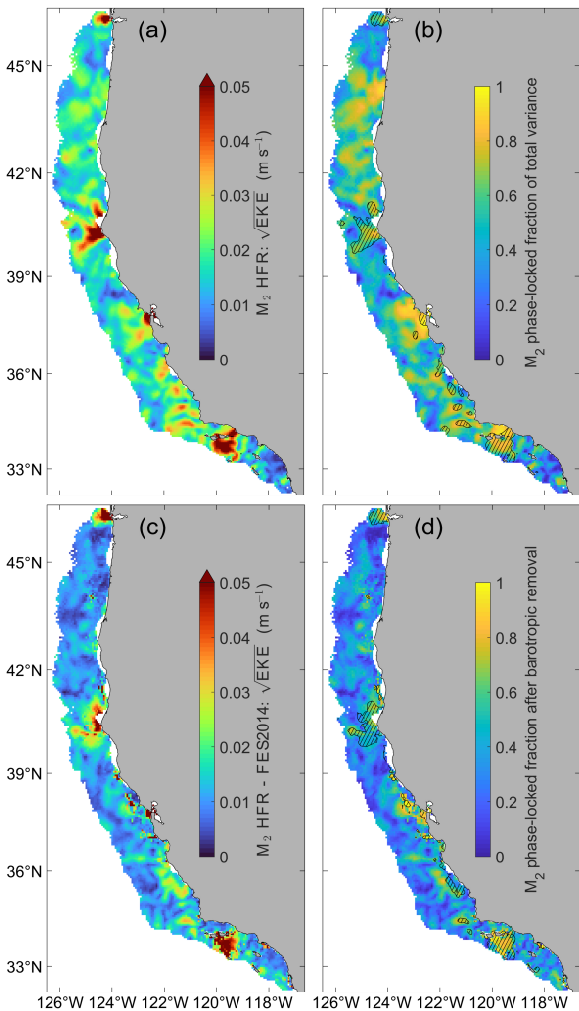 (a)
45°N
42°N
39°N
36°N
33°N
0.05
0.04
0.03
0.02
0.01
0
M₂ HFR: √EKE (m s⁻¹)
(b)
1
0.8
0.6
0.4
0.2
0
M₂ phase-locked fraction of total variance
(c)
45°N
42°N
39°N
36°N
33°N
126°W 124°W 122°W 120°W 118°W
0.05
0.04
0.03
0.02
0.01
0
M₂ HFR - FES2014: √EKE (m s⁻¹)
(d)
1
0.8
0.6
0.4
0.2
0
M₂ phase-locked fraction after barotropic removal
126°W 124°W 122°W 120°W 118°W